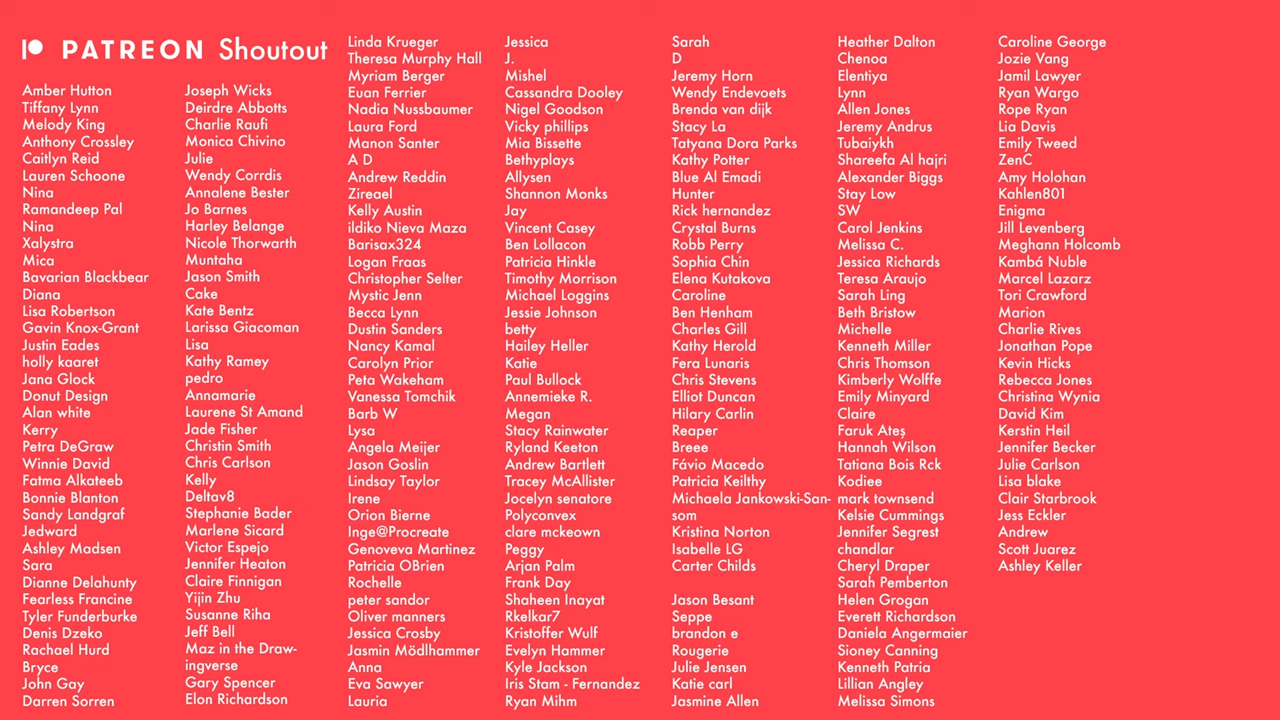 PATREON Shoutout
Amber Hutton
Tiffany Lynn
Melody King
Anthony Crossley
Caitlyn Reid
Lauren Schoone
Nina
Ramandeep Pal
Nina
Xalystra
Mica
Bavarian Blackbear
Diana
Lisa Robertson
Gavin Knox-Grant
Justin Eades
holly kaaret
Jana Glock
Donut Design
Alan white
Kerry
Petra DeGraw
Winnie David
Fatma Alkateeb
Bonnie Blanton
Sandy Landgraf
Jedward
Ashley Madsen
Sara
Dianne Delahunty
Fearless Francine
Tyler Funderburke
Denis Dzeko
Rachael Hurd
Bryce
John Gay
Darren Sorren
Joseph Wicks
Deirdre Abbotts
Charlie Raufi
Monica Chivino
Julie
Wendy Corrdis
Annalene Bester
Jo Barnes
Harley Belange
Nicole Thorwarth
Muntaha
Jason Smith
Cake
Kate Bentz
Larissa Giacoman
Lisa
Kathy Ramey
pedro
Annamarie
Laurene St Amand
Jade Fisher
Christin Smith
Chris Carlson
Kelly
Deltav8
Stephanie Bader
Marlene Sicard
Victor Espejo
Jennifer Heaton
Claire Finnigan
Yijin Zhu
Susanne Riha
Jeff Bell
Maz in the Draw-
ingverse
Gary Spencer
Elon Richardson
Linda Krueger
Theresa Murphy Hall
Myriam Berger
Euan Ferrier
Nadia Nussbaumer
Laura Ford
Manon Santer
A D
Andrew Reddin
Zireael
Kelly Austin
ildiko Nieva Maza
Barisax324
Logan Fraas
Christopher Selter
Mystic Jenn
Becca Lynn
Dustin Sanders
Nancy Kamal
Carolyn Prior
Peta Wakeham
Vanessa Tomchik
Barb W
Lysa
Angela Meijer
Jason Goslin
Lindsay Taylor
Irene
Orion Bierne
Inge@Procreate
Genoveva Martinez
Patricia OBrien
Rochelle
peter sandor
Oliver manners
Jessica Crosby
Jasmin Mödlhammer
Anna
Eva Sawyer
Lauria
Jessica
J.
Mishel
Cassandra Dooley
Nigel Goodson
Vicky phillips
Mia Bissette
Bethyplays
Allysen
Shannon Monks
Jay
Vincent Casey
Ben Lollacon
Patricia Hinkle
Timothy Morrison
Michael Loggins
Jessie Johnson
betty
Hailey Heller
Katie
Paul Bullock
Annemieke R.
Megan
Stacy Rainwater
Ryland Keeton
Andrew Bartlett
Tracey McAllister
Jocelyn senatore
Polyconvex
clare mckeown
Peggy
Arjan Palm
Frank Day
Shaheen Inayat
Rkelkar7
Kristoffer Wulf
Evelyn Hammer
Kyle Jackson
Iris Stam - Fernandez
Ryan Mihm
Sarah
D
Jeremy Horn
Wendy Endevoets
Brenda van dijk
Stacy La
Tatyana Dora Parks
Kathy Potter
Blue Al Emadi
Hunter
Rick hernandez
Crystal Burns
Robb Perry
Sophia Chin
Elena Kutakova
Caroline
Ben Henham
Charles Gill
Kathy Herold
Fera Lunaris
Chris Stevens
Elliot Duncan
Hilary Carlin
Reaper
Breee
Fávio Macedo
Patricia Keilthy
Michaela Jankowski-San-
som
Kristina Norton
Isabelle LG
Carter Childs
Jason Besant
Seppe
brandon e
Rougerie
Julie Jensen
Katie carl
Jasmine Allen
Heather Dalton
Chenoa
Elentiya
Lynn
Allen Jones
Jeremy Andrus
Tubaiykh
Shareefa Al hajri
Alexander Biggs
Stay Low
SW
Carol Jenkins
Melissa C.
Jessica Richards
Teresa Araujo
Sarah Ling
Beth Bristow
Michelle
Kenneth Miller
Chris Thomson
Kimberly Wolffe
Emily Minyard
Claire
Faruk Ateş
Hannah Wilson
Tatiana Bois Rck
Kodiee
mark townsend
Kelsie Cummings
Jennifer Segrest
chandlar
Cheryl Draper
Sarah Pemberton
Helen Grogan
Everett Richardson
Daniela Angermaier
Sioney Canning
Kenneth Patria
Lillian Angley
Melissa Simons
Caroline George
Jozie Vang
Jamil Lawyer
Ryan Wargo
Rope Ryan
Lia Davis
Emily Tweed
ZenC
Amy Holohan
Kahlen801
Enigma
Jill Levenberg
Meghann Holcomb
Kambá Nuble
Marcel Lazarz
Tori Crawford
Marion
Charlie Rives
Jonathan Pope
Kevin Hicks
Rebecca Jones
Christina Wynia
David Kim
Kerstin Heil
Jennifer Becker
Julie Carlson
Lisa blake
Clair Starbrook
Jess Eckler
Andrew
Scott Juarez
Ashley Keller